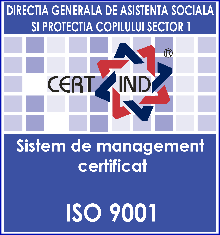 DIRECTIA GENERALA DE ASISTENTA SOCIALA
SI PROTECTIA COPILULUI SECTOR 1
CERT IND ®
Sistem de management
certificat
ISO 9001